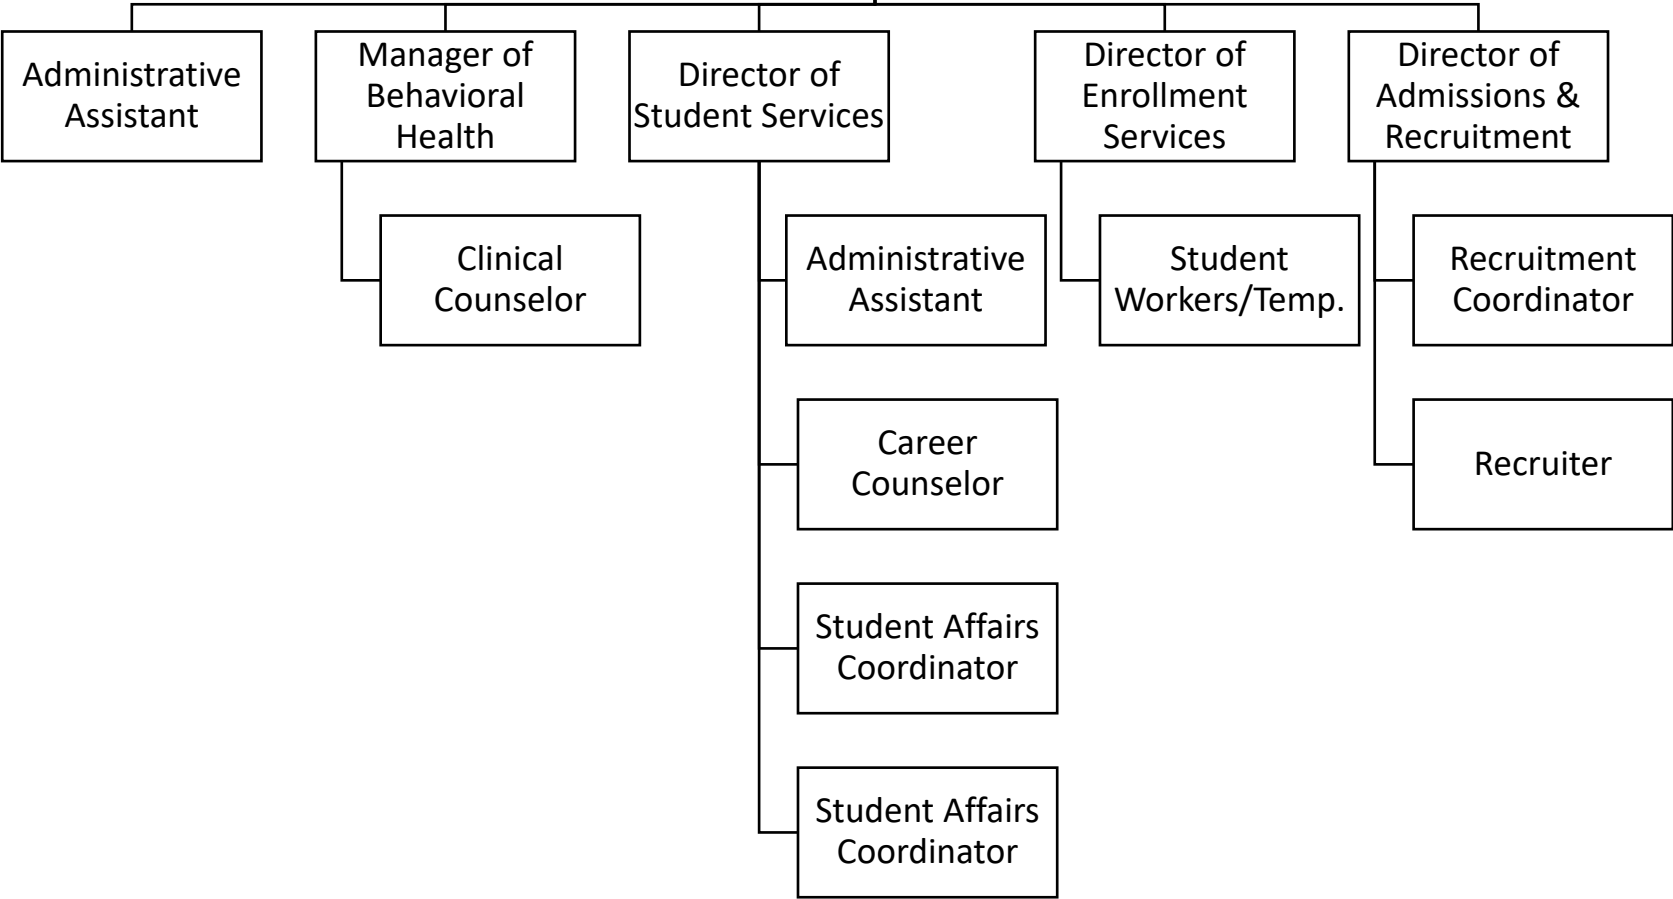 Administrative
Assistant
Manager of
Behavioral
Health
Director of
Student Services
Director of
Enrollment
Services
Director of
Admissions &
Recruitment
Clinical
Counselor
Administrative
Assistant
Student
Workers/Temp.
Recruitment
Coordinator
Career
Counselor
Recruiter
Student Affairs
Coordinator
Student Affairs
Coordinator